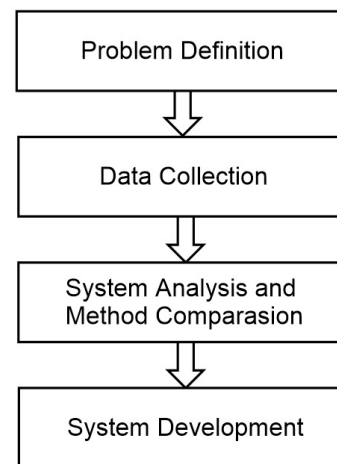 Problem Definition
Data Collection
System Analysis and
Method Comparasion
System Development